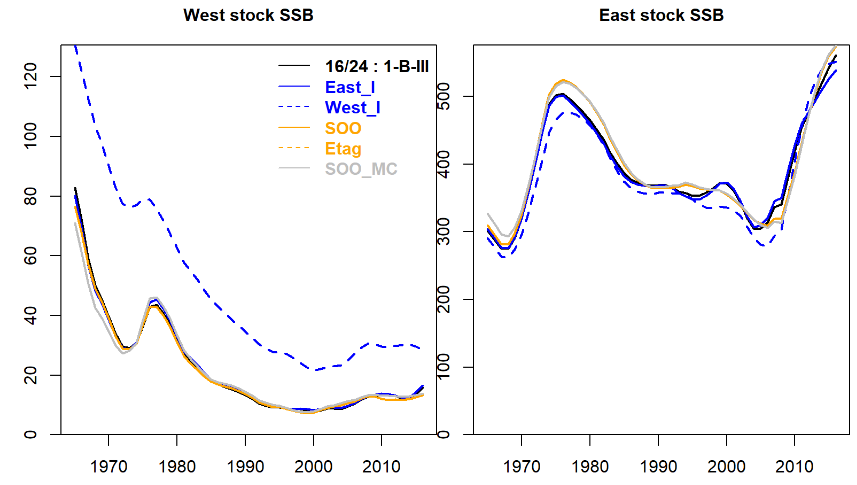 West stock SSB
East stock SSB
16/24 : 1-B-III
East_I
West_I
SOO
Etag
SOO_MC
0
20
40
60
80
100
120
1970
1980
1990
2000
2010
0
100
200
300
400
500
1970
1980
1990
2000
2010